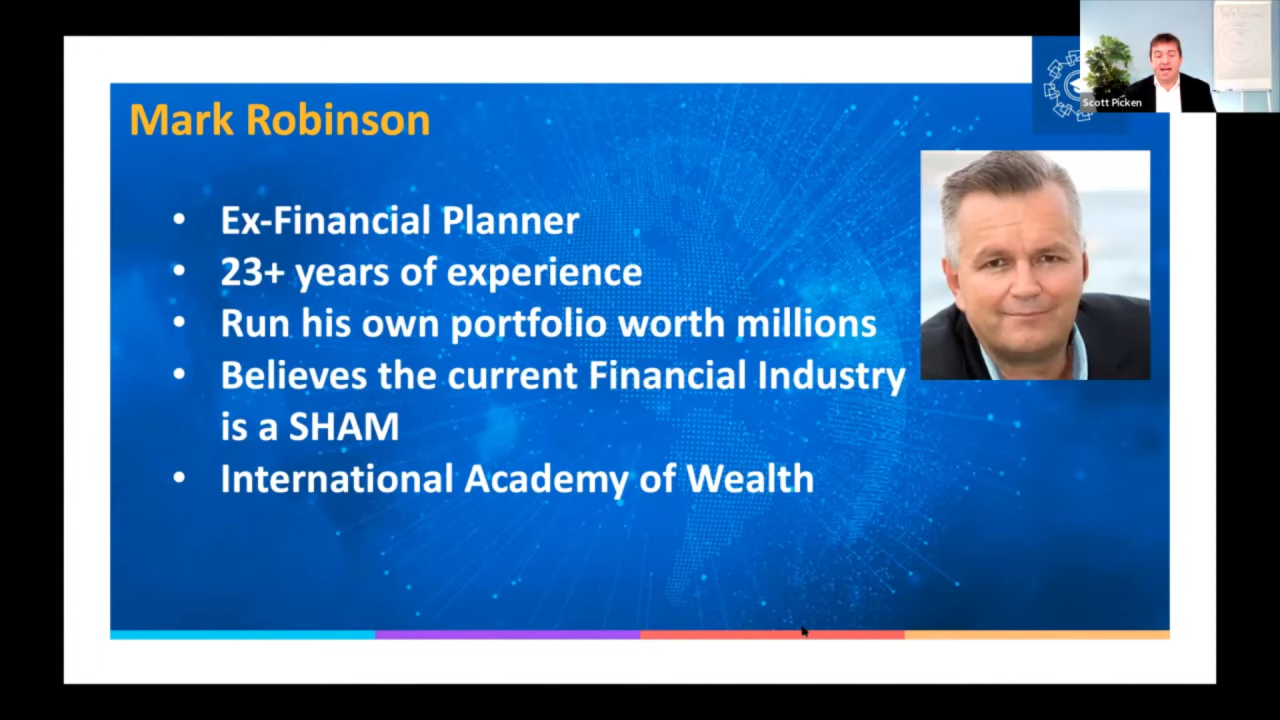 Mark Robinson
• Ex-Financial Planner
• 23+ years of experience
• Run his own portfolio worth millions
• Believes the current Financial Industry
is a SHAM
• International Academy of Wealth
Welcome
Scott Picken